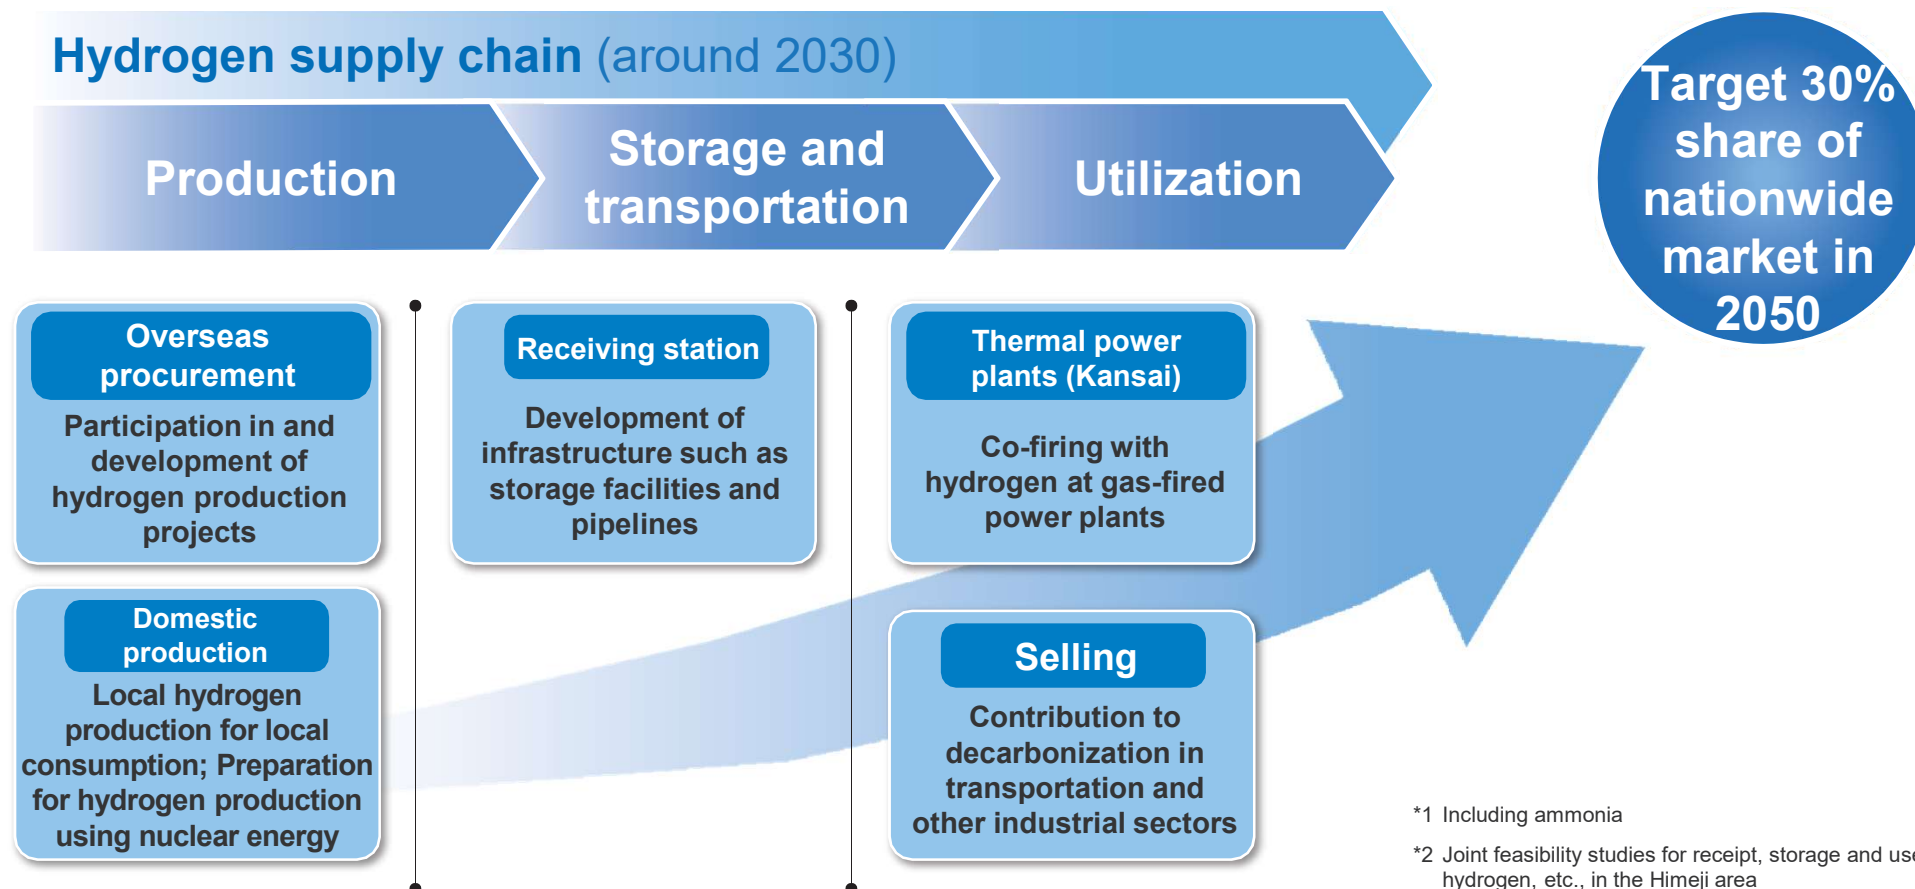 Hydrogen supply chain (around 2030)
Production
Storage and
transportation
Utilization
Target 30%
share of
nationwide
market in
2050
Overseas
procurement
Participation in and
development of
hydrogen production
projects
Domestic
production
Local hydrogen
production for local
consumption; Preparation
for hydrogen production
using nuclear energy
Receiving station
Development of
infrastructure such as
storage facilities and
pipelines
Thermal power
plants (Kansai)
Co-firing with
hydrogen at gas-fired
power plants
Selling
Contribution to
decarbonization in
transportation and
other industrial sectors
*1 Including ammonia
*2 Joint feasibility studies for receipt, storage and use
hydrogen, etc., in the Himeji area